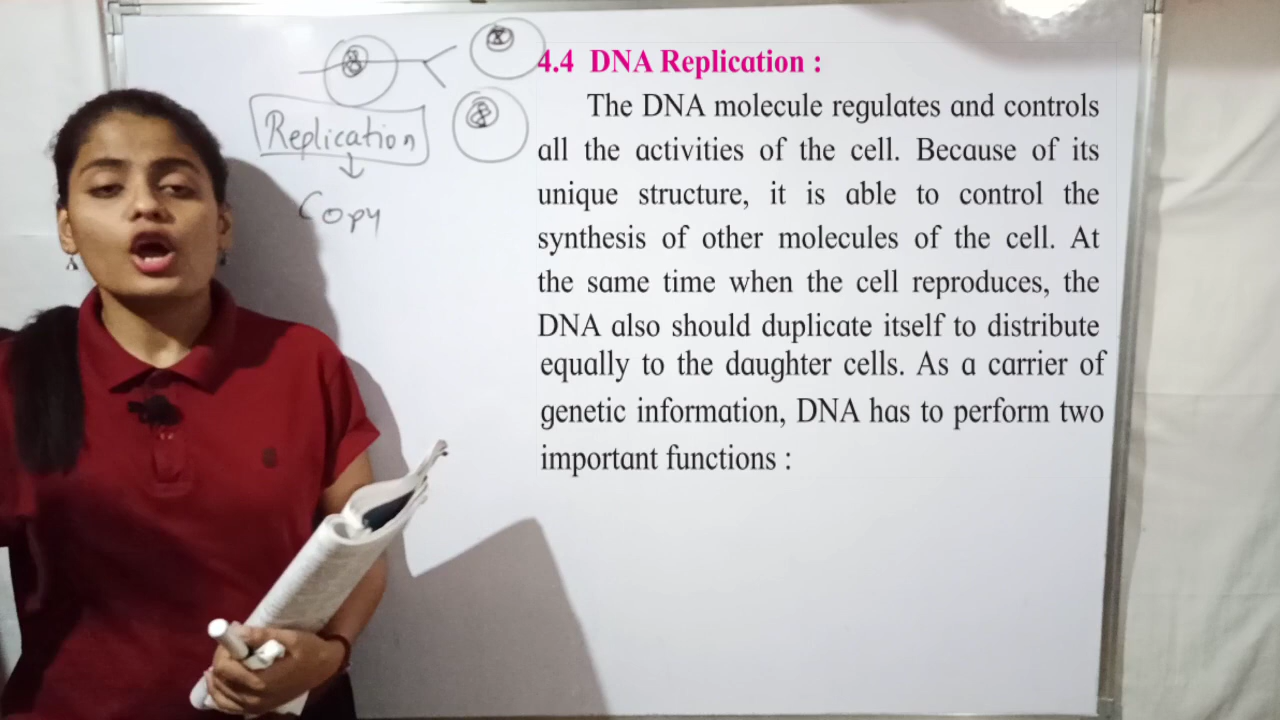 Replication
Copy
4.4 DNA Replication :
The DNA molecule regulates and controls
all the activities of the cell. Because of its
unique structure, it is able to control the
synthesis of other molecules of the cell. At
the same time when the cell reproduces, the
DNA also should duplicate itself to distribute
equally to the daughter cells. As a carrier of
genetic information, DNA has to perform two
important functions :